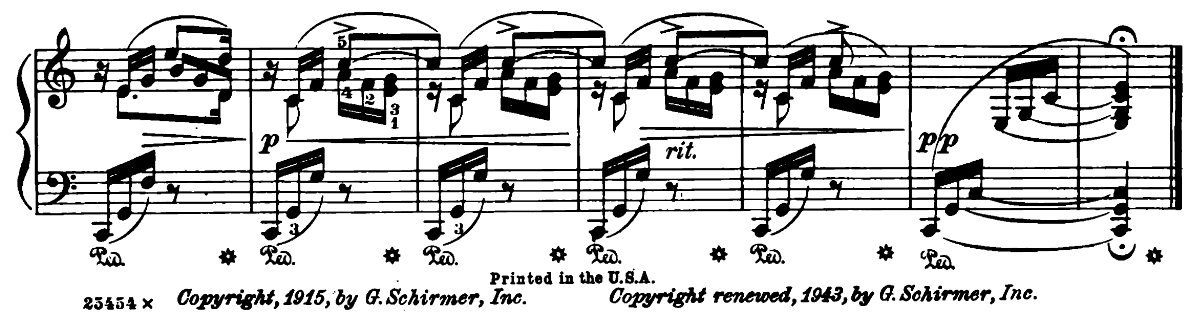 5
4 2 3 1
p
rit.
pp
3 3
Ped. * Ped. * Ped. * Ped. * Ped. * Ped. *
Printed in the U.S.A.
25454 x Copyright, 1915, by G. Schirmer, Inc. Copyright renewed, 1943, by G. Schirmer, Inc.